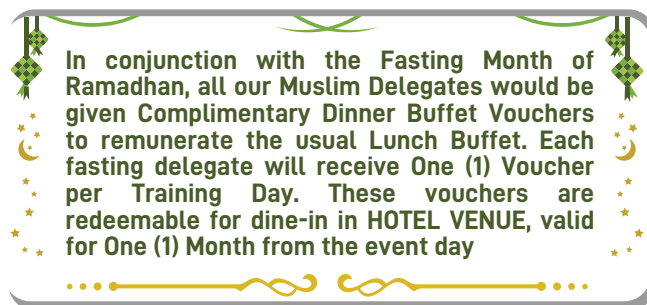 In conjunction with the Fasting Month of
Ramadhan, all our Muslim Delegates would be
given Complimentary Dinner Buffet Vouchers
to remunerate the usual Lunch Buffet. Each
fasting delegate will receive One (1) Voucher
per Training Day. These vouchers are
redeemable for dine-in in HOTEL VENUE, valid
for One (1) Month from the event day